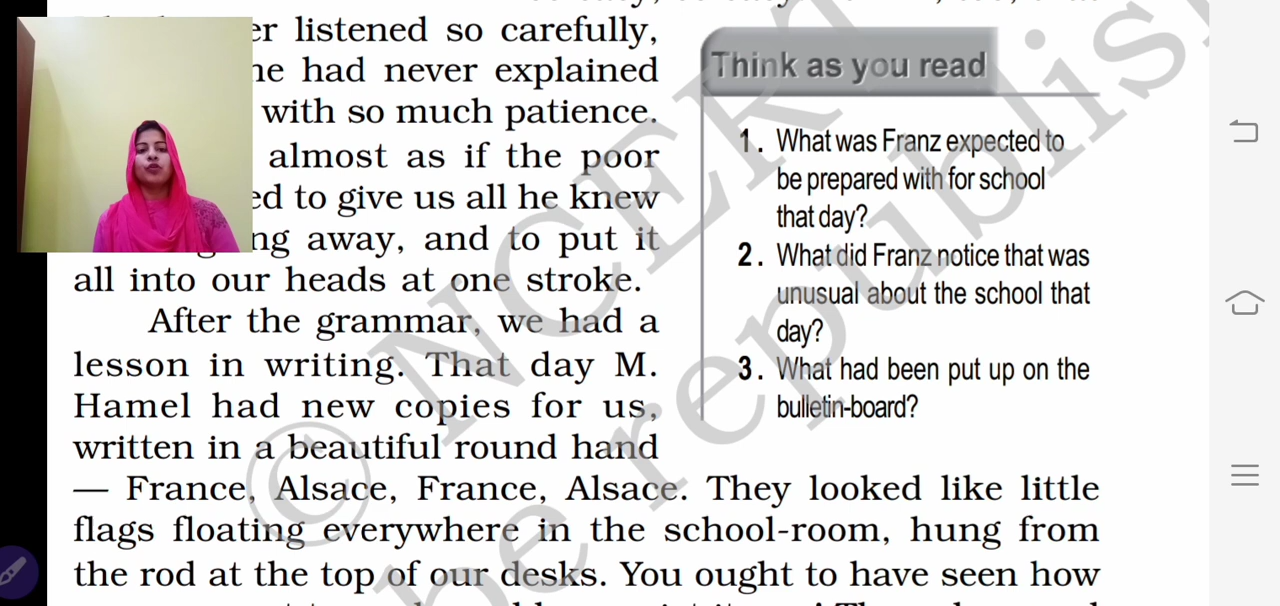 er listened so carefully,
he had never explained
with so much patience.
almost as if the poor
ed to give us all he knew
ng away, and to put it
all into our heads at one stroke.
After the grammar, we had a
lesson in writing. That day M.
Hamel had new copies for us,
written in a beautiful round hand
— France, Alsace, France, Alsace. They looked like little
flags floating everywhere in the school-room, hung from
the rod at the top of our desks. You ought to have seen how
Think as you read
1. What was Franz expected to
be prepared with for school
that day?
2. What did Franz notice that was
unusual about the school that
day?
3. What had been put up on the
bulletin-board?
© NCERT
be republis